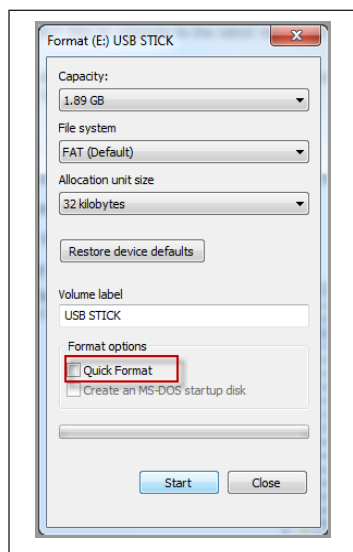 Format (E:) USB STICK
Capacity:
1.89 GB
File system
FAT (Default)
Allocation unit size
32 kilobytes
Restore device defaults
Volume label
USB STICK
Format options
Quick Format
Create an MS-DOS startup disk
Start Close